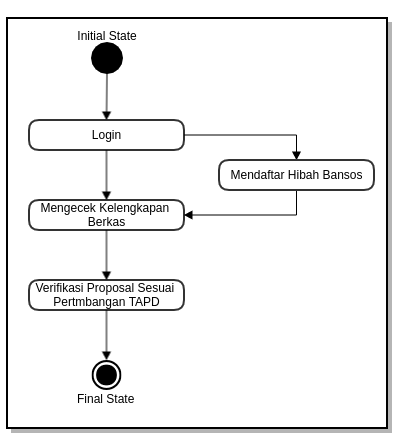 Initial State
Login
Mendaftar Hibah Bansos
Mengecek Kelengkapan
Berkas
Verifikasi Proposal Sesuai
Pertmbangan TAPD
Final State